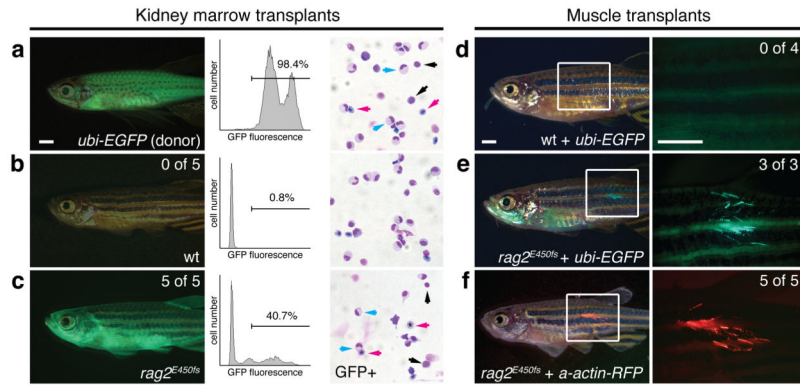 Kidney marrow transplants
a
ubi-EGFP (donor)
cell number
98.4%
GFP fluorescence
b
0 of 5
wt
cell number
0.8%
GFP fluorescence
c
5 of 5
rag2E450fs
cell number
40.7%
GFP fluorescence
GFP+
Muscle transplants
d
wt + ubi-EGFP
0 of 4
e
rag2E450fs + ubi-EGFP
3 of 3
f
rag2E450fs + a-actin-RFP
5 of 5